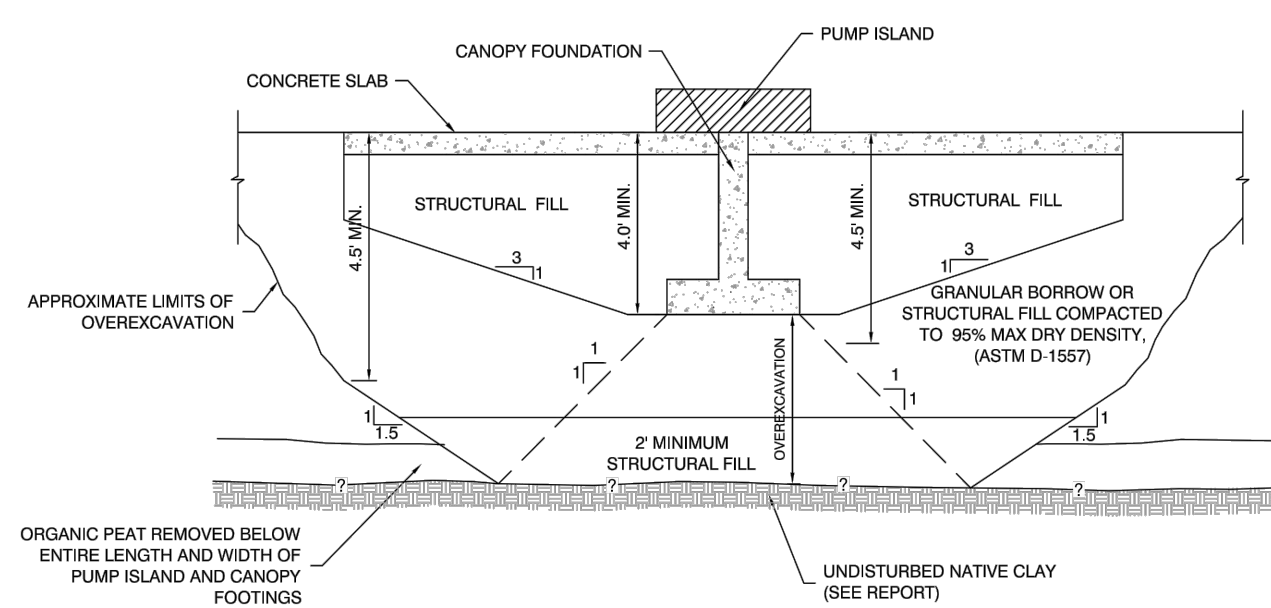 PUMP ISLAND
CANOPY FOUNDATION
CONCRETE SLAB
STRUCTURAL FILL
STRUCTURAL FILL
4.5' MIN.
4.0' MIN.
4.5' MIN.
3
1
3
1
APPROXIMATE LIMITS OF
OVEREXCAVATION
GRANULAR BORROW OR
STRUCTURAL FILL COMPACTED
TO 95% MAX DRY DENSITY,
(ASTM D-1557)
1
1
1
1
OVEREXCAVATION
1
1.5
1
1.5
2' MINIMUM
STRUCTURAL FILL
?
?
?
?
ORGANIC PEAT REMOVED BELOW
ENTIRE LENGTH AND WIDTH OF
PUMP ISLAND AND CANOPY
FOOTINGS
UNDISTURBED NATIVE CLAY
(SEE REPORT)